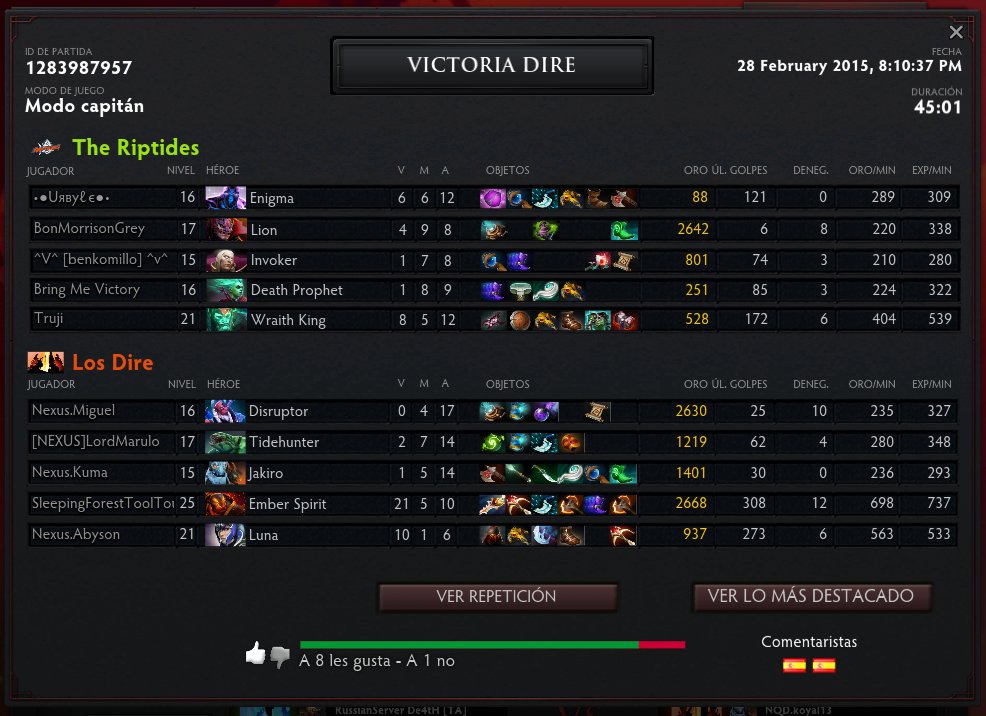 ID DE PARTIDA
1283987957
MODO DE JUEGO
Modo capitán
VICTORIA DIRE
FECHA
28 February 2015, 8:10:37 PM
DURACIÓN
45:01
The Riptides
JUGADOR NIVEL HÉROE V M A OBJETOS ORO ÚL. GOLPES DENEG. ORO/MIN EXP/MIN
·●Uявуℓє●· 16 Enigma 6 6 12 88 121 0 289 309
BonMorrisonGrey 17 Lion 4 9 8 2642 6 8 220 338
^V^ [benkomillo] ^v^ 15 Invoker 1 7 8 801 74 3 210 280
Bring Me Victory 16 Death Prophet 1 8 9 251 85 3 224 322
Truji 21 Wraith King 8 5 12 528 172 6 404 539
Los Dire
JUGADOR NIVEL HÉROE V M A OBJETOS ORO ÚL. GOLPES DENEG. ORO/MIN EXP/MIN
Nexus.Miguel 16 Disruptor 0 4 17 2630 25 10 235 327
[NEXUS]LordMarulo 17 Tidehunter 2 7 14 1219 62 4 280 348
Nexus.Kuma 15 Jakiro 1 5 14 1401 30 0 236 293
SleepingForestToolTou 25 Ember Spirit 21 5 10 2668 308 12 698 737
Nexus.Abyson 21 Luna 10 1 6 937 273 6 563 533
VER REPETICIÓN
VER LO MÁS DESTACADO
A 8 les gusta - A 1 no
Comentaristas
RussianServer De4tH [TA]
NQD.koyal13